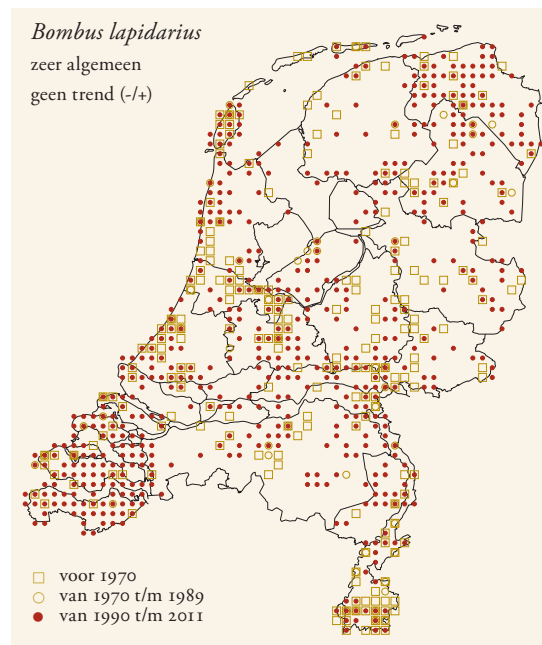 Bombus lapidarius
zeer algemeen
geen trend (-/+)
voor 1970
van 1970 t/m 1989
van 1990 t/m 2011